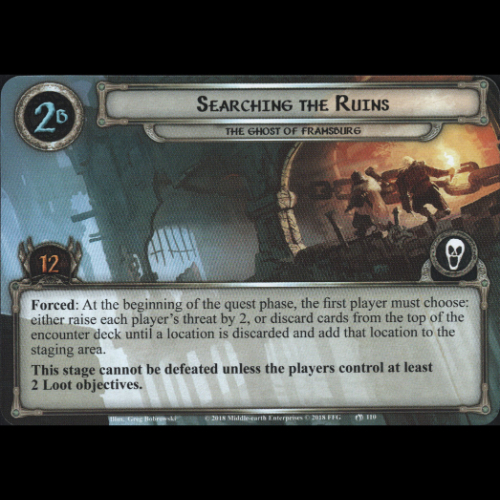 2B
SEARCHING THE RUINS
THE GHOST OF FRAMSBURG
12
Forced: At the beginning of the quest phase, the first player must choose:
either raise each player's threat by 2, or discard cards from the top of the
encounter deck until a location is discarded and add that location to the
staging area.
This stage cannot be defeated unless the players control at least
2 Loot objectives.
Illus. Greg Bobrowski © 2018 Middle-earth Enterprises © 2018 FFG 110